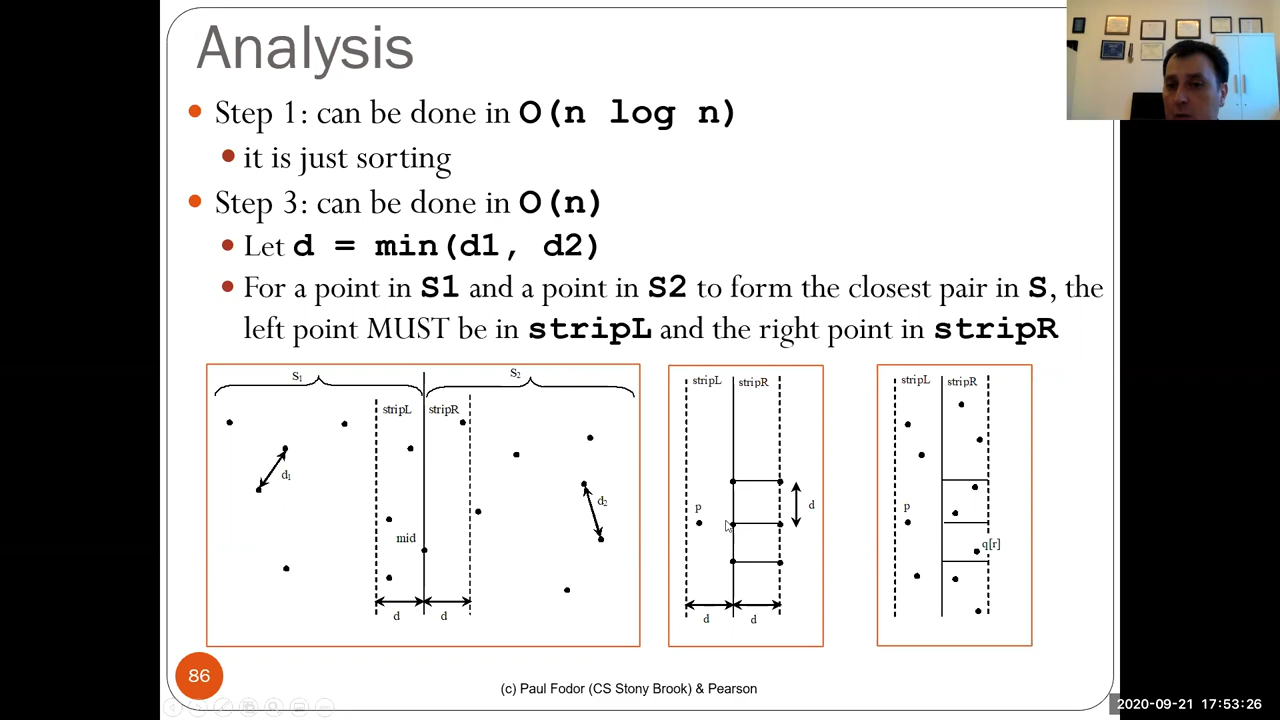 Analysis
Step 1: can be done in O(n log n)
it is just sorting
Step 3: can be done in O(n)
Let d = min(d1, d2)
For a point in S1 and a point in S2 to form the closest pair in S, the
left point MUST be in stripL and the right point in stripR
S1 S2
stripL stripR
d1
d2
mid
d d
stripL stripR
p
d
d d
stripL stripR
p
q[r]
86
(c) Paul Fodor (CS Stony Brook) & Pearson
2020-09-21 17:53:26